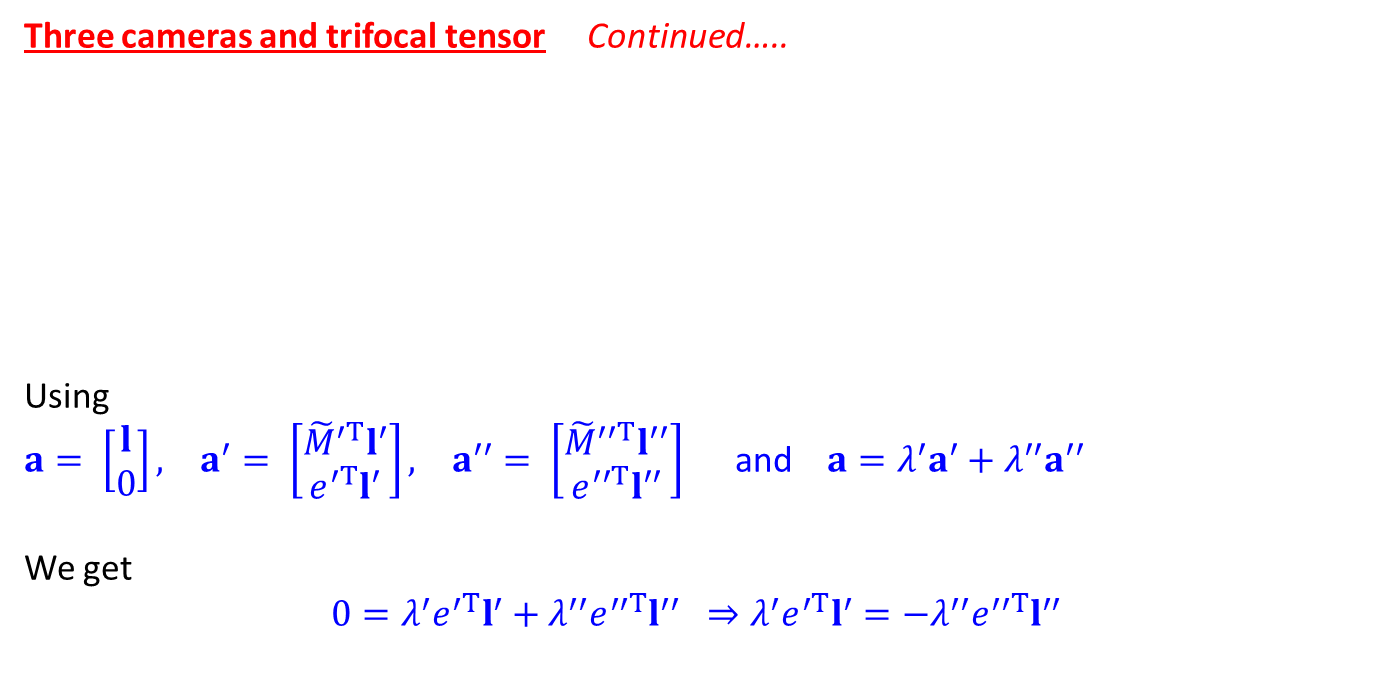 Three cameras and trifocal tensor Continued…..
Using
𝐚 = [𝐥; 0], 𝐚′ = [M̃′ᵀ𝐥′; e′ᵀ𝐥′], 𝐚′′ = [M̃′′ᵀ𝐥′′; e′′ᵀ𝐥′′] and 𝐚 = λ′𝐚′ + λ′′𝐚′′
We get
0 = λ′e′ᵀ𝐥′ + λ′′e′′ᵀ𝐥′′ ⇒ λ′e′ᵀ𝐥′ = −λ′′e′′ᵀ𝐥′′